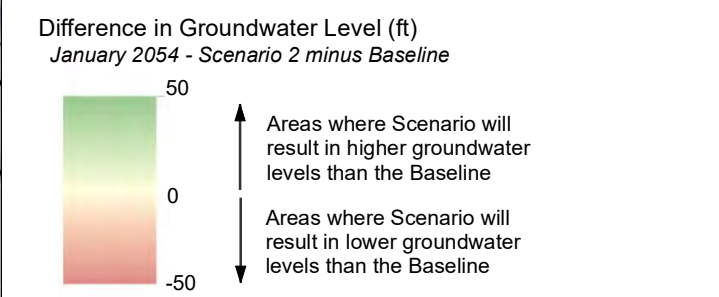 Difference in Groundwater Level (ft)
January 2054 - Scenario 2 minus Baseline
50
Areas where Scenario will
result in higher groundwater
levels than the Baseline
0
Areas where Scenario will
result in lower groundwater
levels than the Baseline
-50